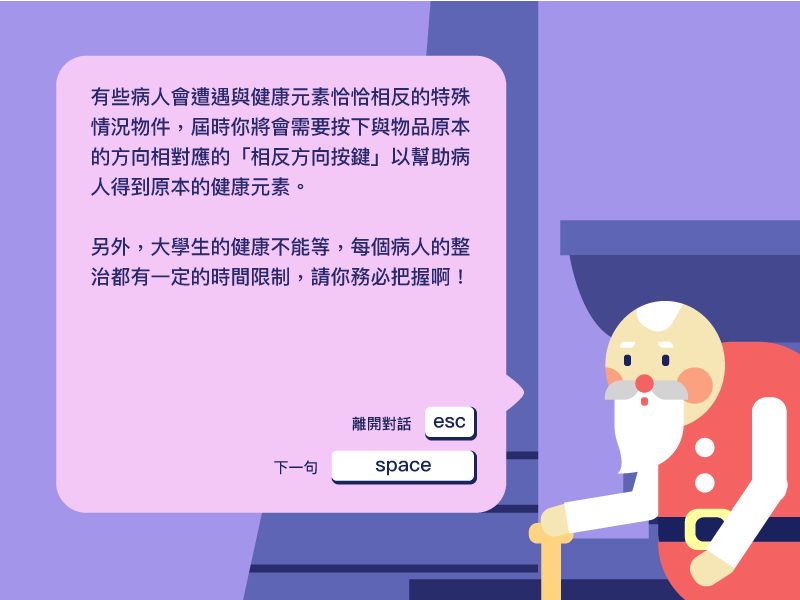 有些病人會遭遇與健康元素恰恰相反的特殊
情況物件，屆時你將會需要按下與物品原本
的方向相對應的「相反方向按鍵」以幫助病
人得到原本的健康元素。
另外，大學生的健康不能等，每個病人的整
治都有一定的時間限制，請你務必把握啊！
離開對話 esc
下一句 space